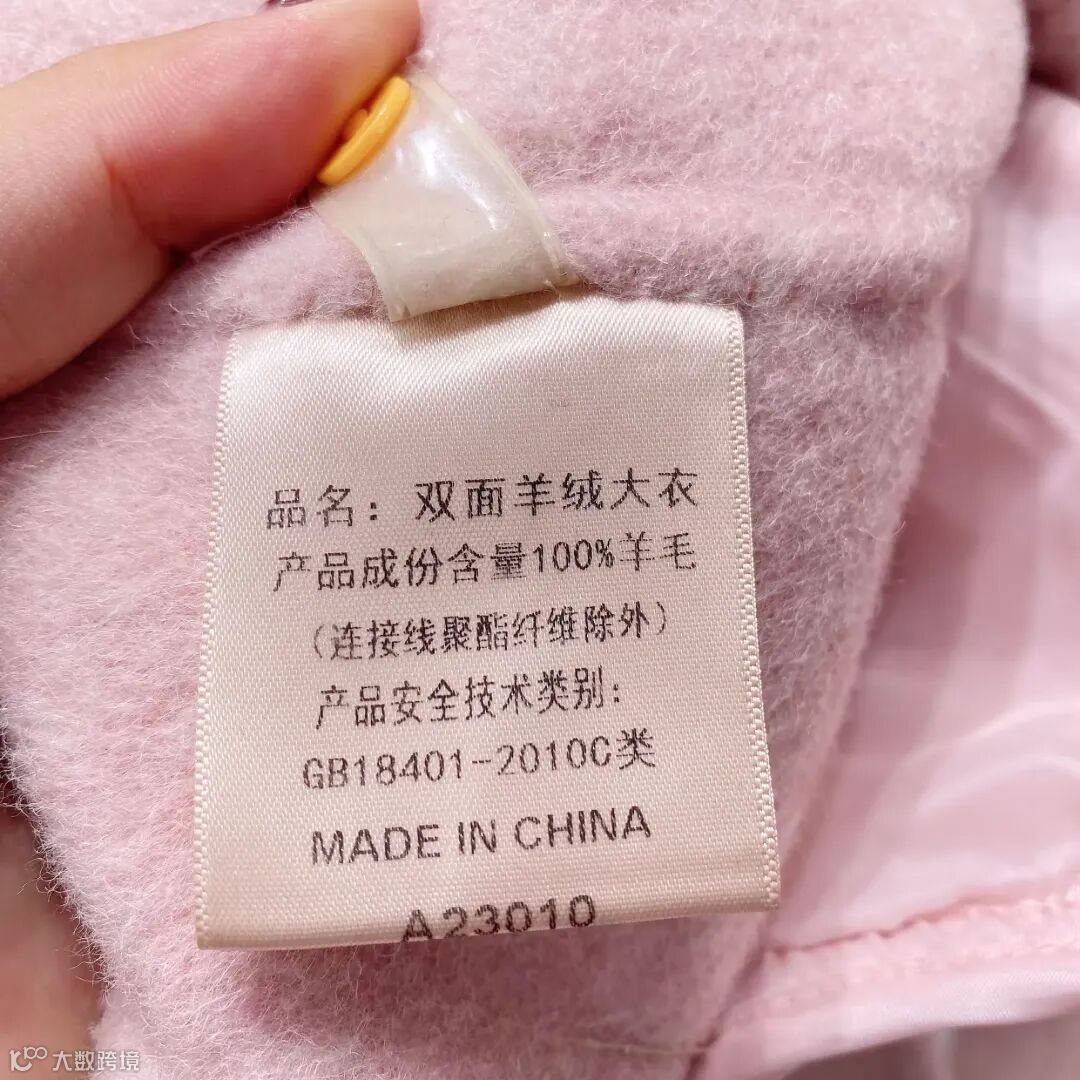 品名：双面羊绒大衣
产品成份含量100%羊毛
（连接线聚酯纤维除外）
产品安全技术类别：
GB18401-2010C类
MADE IN CHINA
A23010
大数跨境